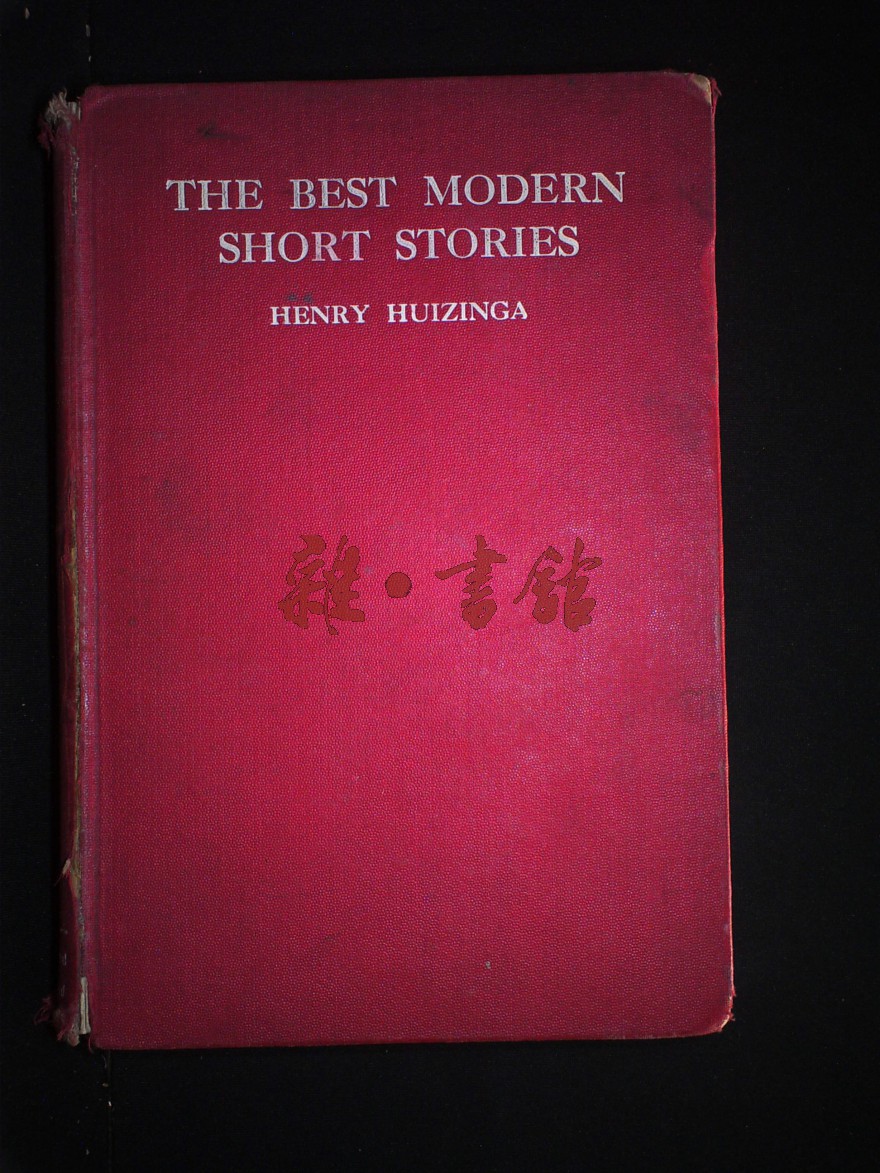 THE BEST MODERN
SHORT STORIES
HENRY HUIZINGA
雜·書館